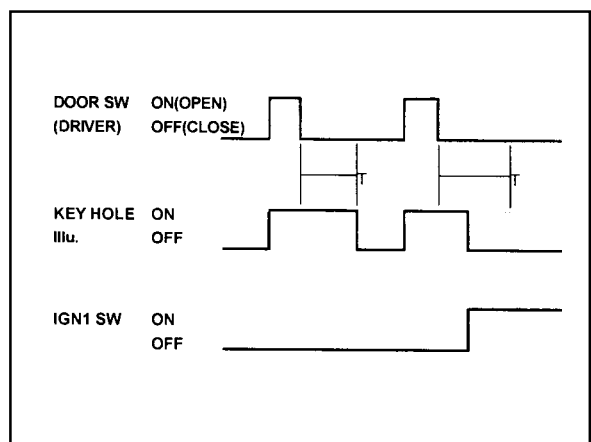 DOOR SW ON(OPEN)
(DRIVER) OFF(CLOSE)
T T
KEY HOLE ON
Illu. OFF
IGN1 SW ON
OFF